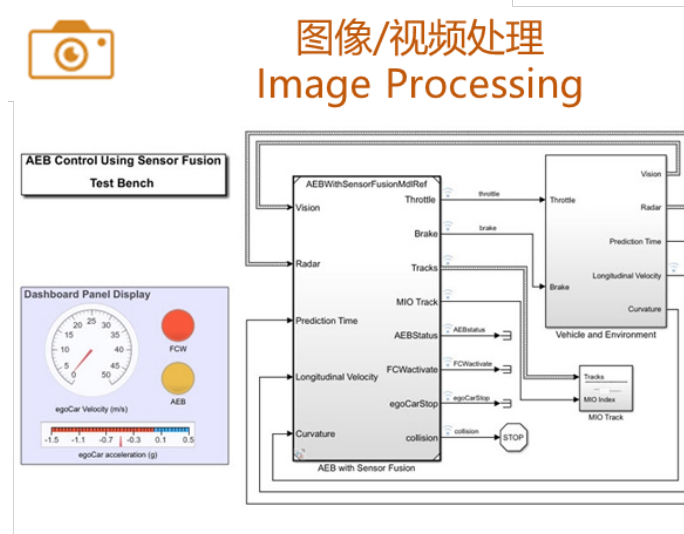 图像/视频处理
Image Processing
AEB Control Using Sensor Fusion
Test Bench
AEBWithSensorFusionMdlRef
Vision
Radar
Prediction Time
Longitudinal Velocity
Curvature
Throttle
Brake
Tracks
MIO Track
AEBStatus
FCWactivate
egoCarStop
collision
AEB with Sensor Fusion
throttle
brake
AEBstatus
FCWactivate
egoCarStop
collision
STOP
Throttle
Brake
Vision
Radar
Prediction Time
Longitudinal Velocity
Curvature
Vehicle and Environment
Tracks
MIO Index
MIO Track
Dashboard Panel Display
0 5 10 15 20 25 30 35 40 45 50
egoCar Velocity (m/s)
FCW
AEB
-1.5 -1.1 -0.7 -0.3 0.1 0.5
egoCar acceleration (g)